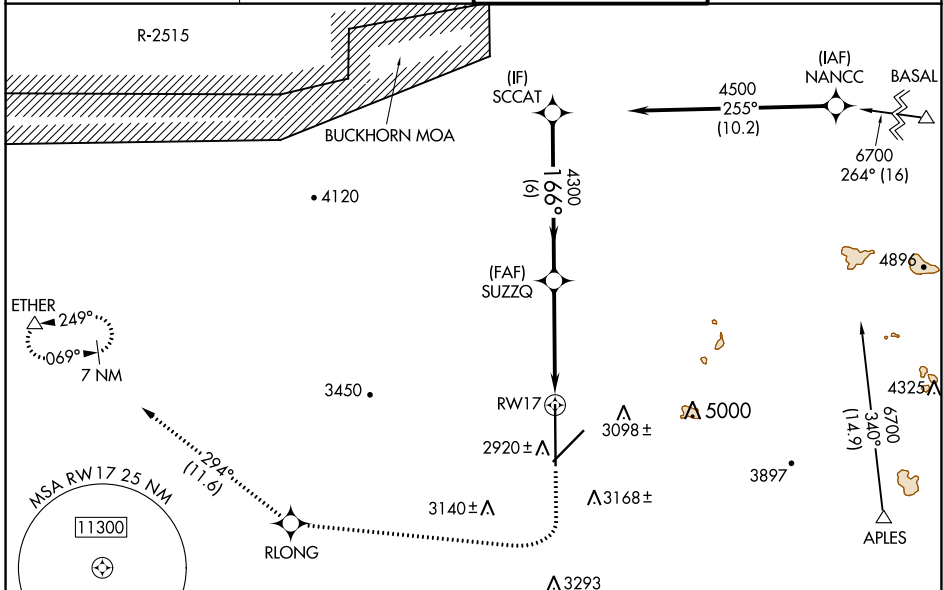 R-2515
BUCKHORN MOA
(IF)
SCCAT
(IAF)
NANCC
BASAL
4500
255°
(10.2)
6700
264° (16)
4120
4300
166°
(6)
4896
(FAF)
SUZZQ
ETHER
249°
069°
7 NM
3450
RW17
5000
4325
3098±
2920±
6700
340°
(14.9)
294°
(11.6)
3897
MSA RW17 25 NM
11300
3140±
3168±
RLONG
APLES
3293